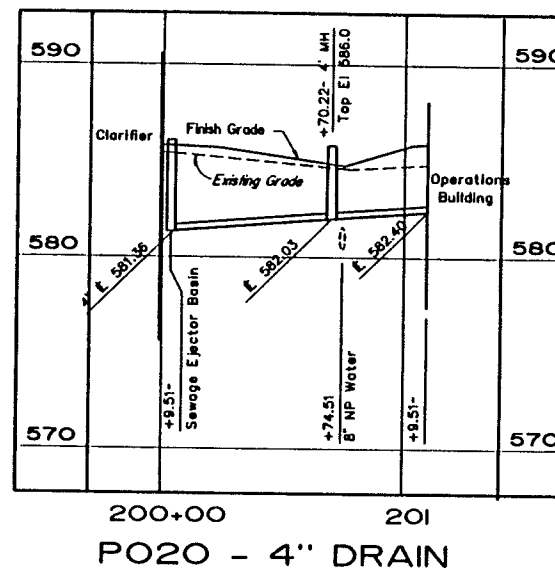 590
590
+70.22- 4' MH
Top El 586.0
Clarifier
Finish Grade
Existing Grade
Operations
Building
580
580
4" ℄ 581.36
℄ 582.03
℄ 582.40
+9.51-
Sewage Ejector Basin
+74.51
8" NP Water
+9.51-
570
570
200+00
201
PO20 - 4" DRAIN